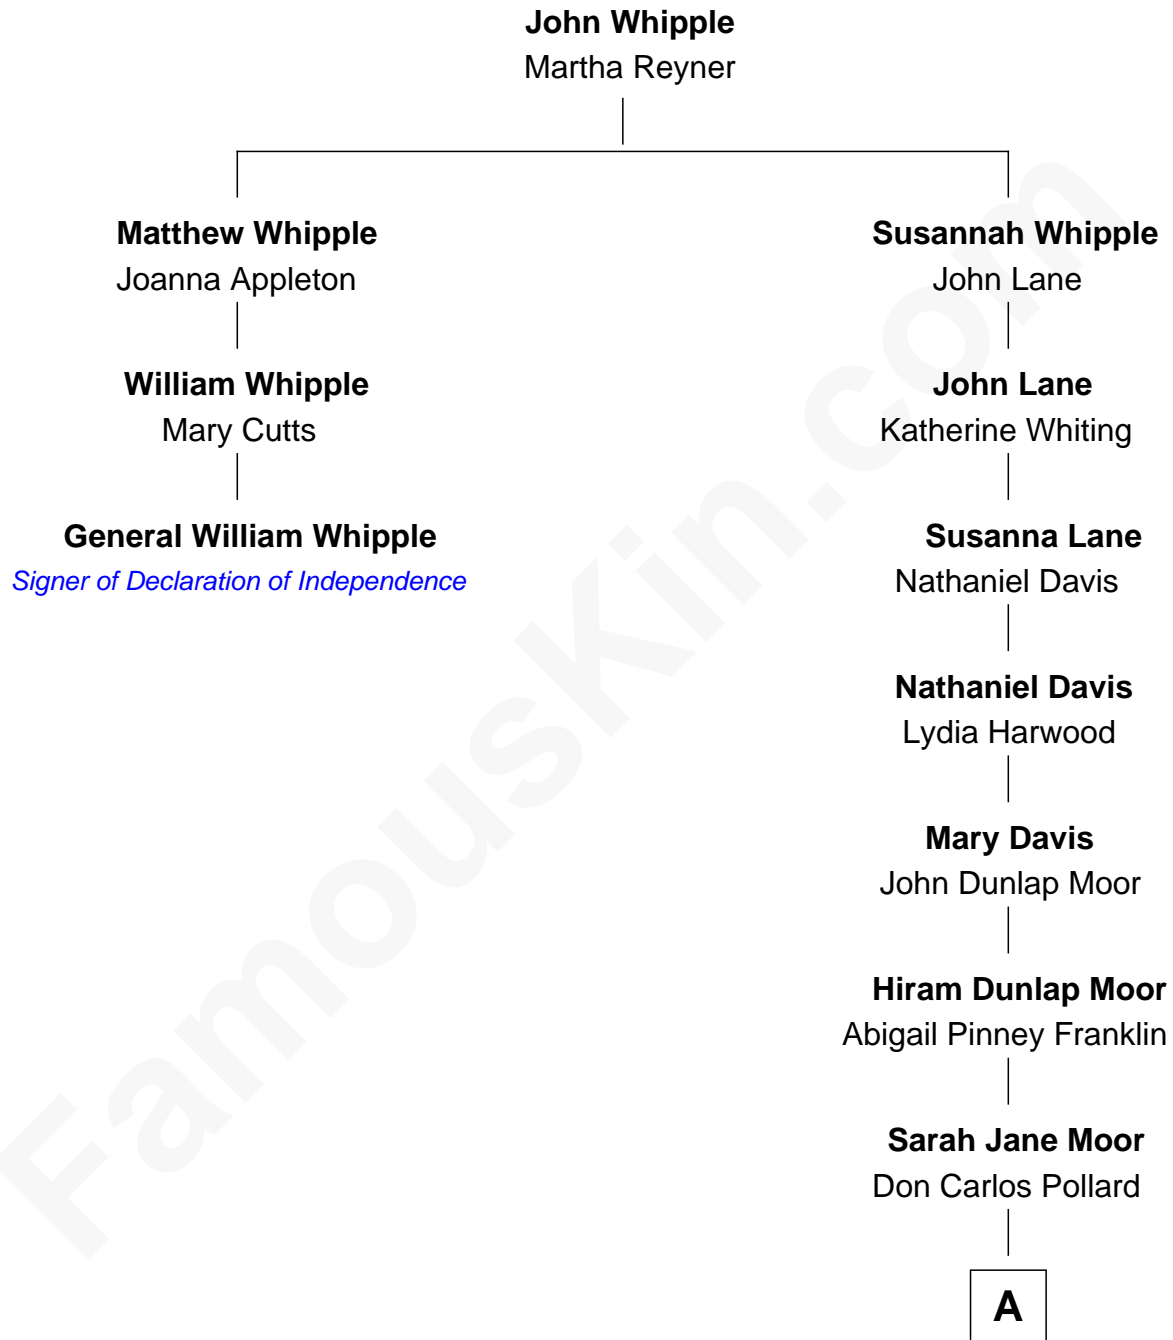 John Whipple
Martha Reyner
Matthew Whipple
Joanna Appleton
Susannah Whipple
John Lane
William Whipple
Mary Cutts
John Lane
Katherine Whiting
General William Whipple
Signer of Declaration of Independence
Susanna Lane
Nathaniel Davis
Nathaniel Davis
Lydia Harwood
Mary Davis
John Dunlap Moor
Hiram Dunlap Moor
Abigail Pinney Franklin
Sarah Jane Moor
Don Carlos Pollard
A
FamousKin.com